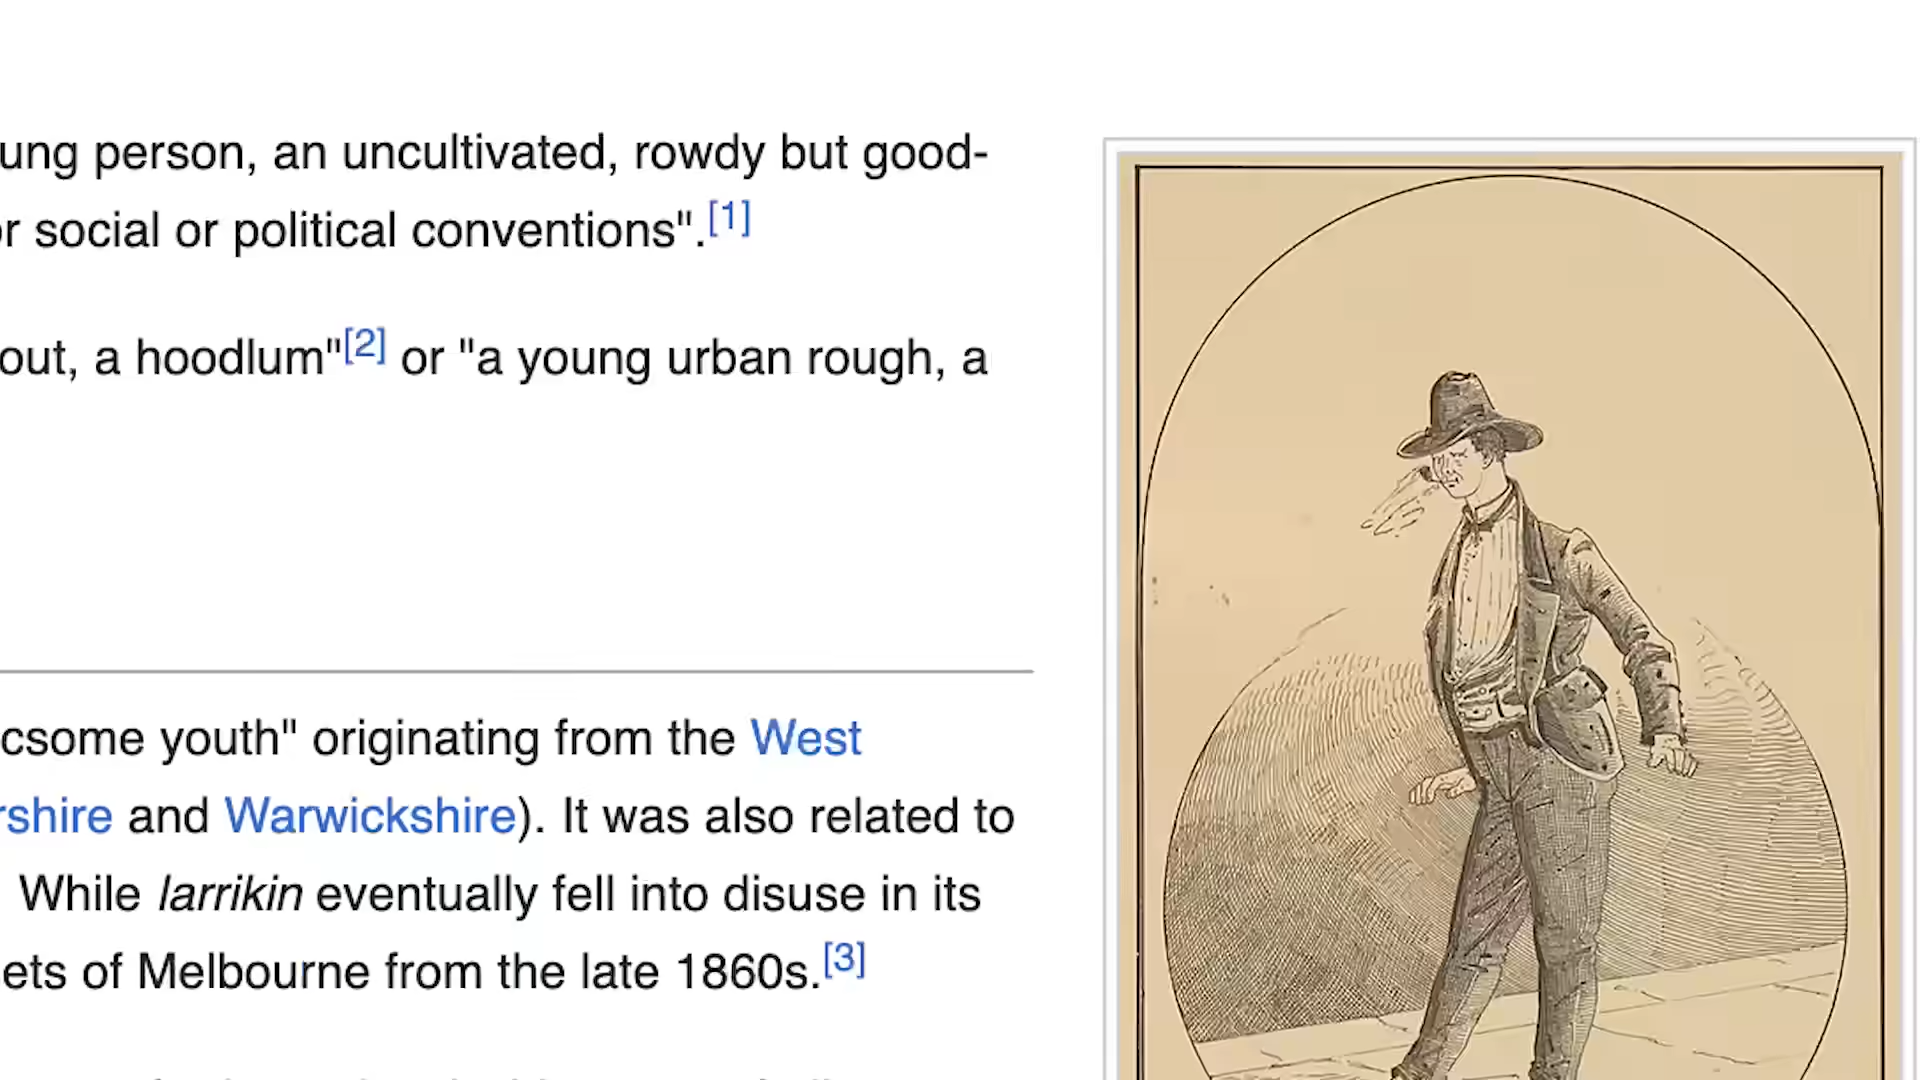 ung person, an uncultivated, rowdy but good-
or social or political conventions".[1]
out, a hoodlum"[2] or "a young urban rough, a
csome youth" originating from the West
rshire and Warwickshire). It was also related to
While larrikin eventually fell into disuse in its
ets of Melbourne from the late 1860s.[3]